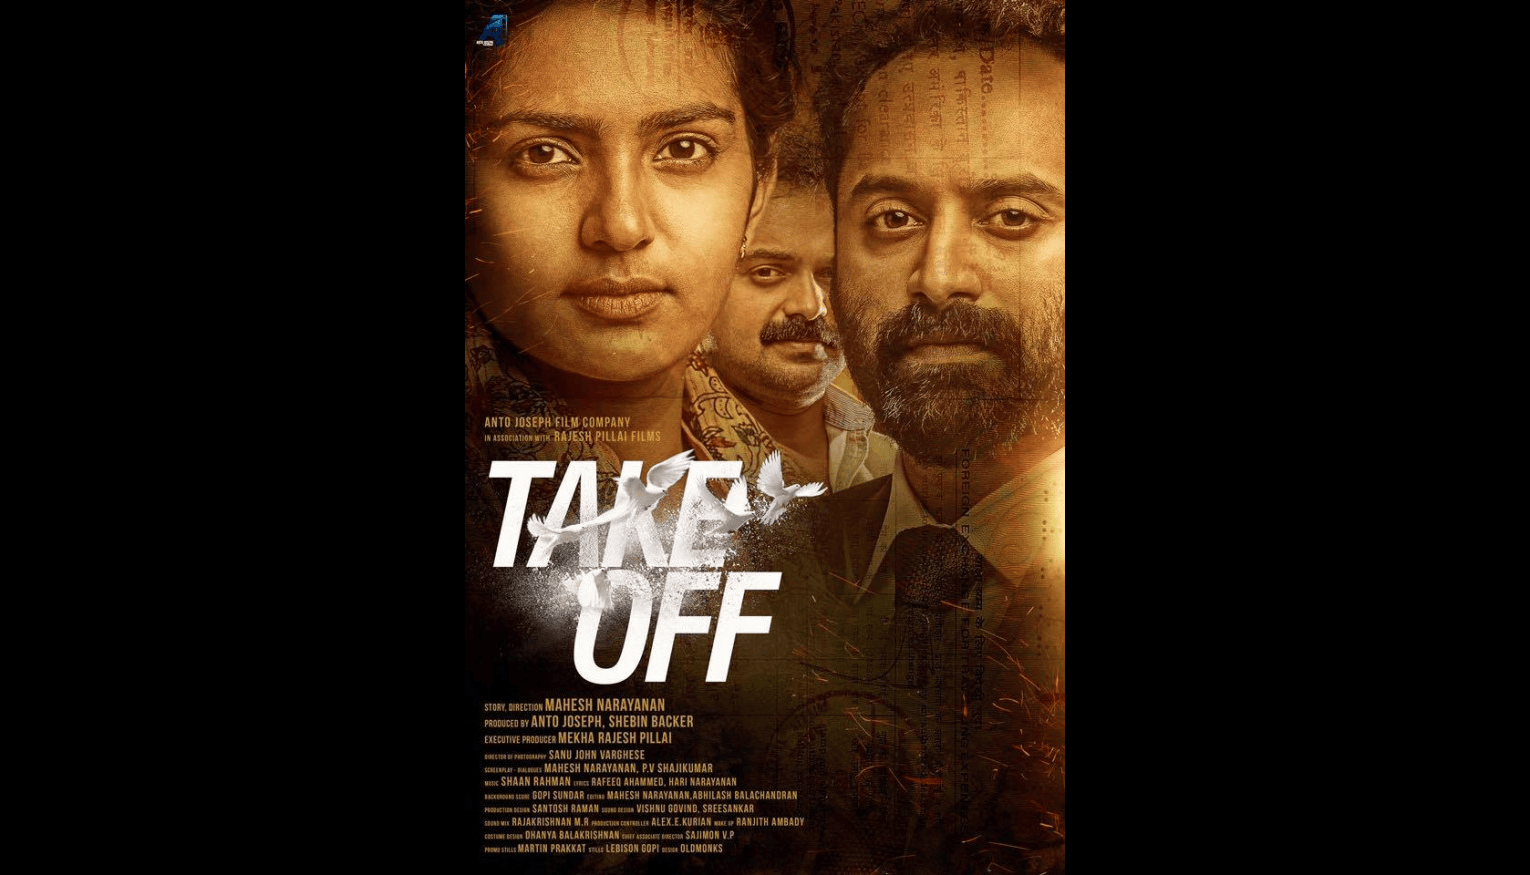 ANTO JOSEPH FILM COMPANY
IN ASSOCIATION WITH RAJESH PILLAI FILMS
TAKE
OFF
STORY, DIRECTION MAHESH NARAYANAN
PRODUCED BY ANTO JOSEPH, SHEBIN BACKER
EXECUTIVE PRODUCER MEKHA RAJESH PILLAI
DIRECTOR OF PHOTOGRAPHY SANU JOHN VARGHESE
SCREENPLAY - DIALOGUES MAHESH NARAYANAN, P.V SHAJIKUMAR
MUSIC SHAAN RAHMAN LYRICS RAFEEQ AHAMMED, HARI NARAYANAN
BACKGROUND SCORE GOPI SUNDAR EDITING MAHESH NARAYANAN,ABHILASH BALACHANDRAN
PRODUCTION DESIGN SANTOSH RAMAN SOUND DESIGN VISHNU GOVIND, SREESANKAR
SOUND MIX RAJAKRISHNAN M.R PRODUCTION CONTROLLER ALEX.E.KURIAN MAKE UP RANJITH AMBADY
COSTUME DESIGN DHANYA BALAKRISHNAN CHIEF ASSOCIATE DIRECTOR SAJIMON V.P
PROMO STILLS MARTIN PRAKKAT STILLS LEBISON GOPI DESIGN OLDMONKS
Date